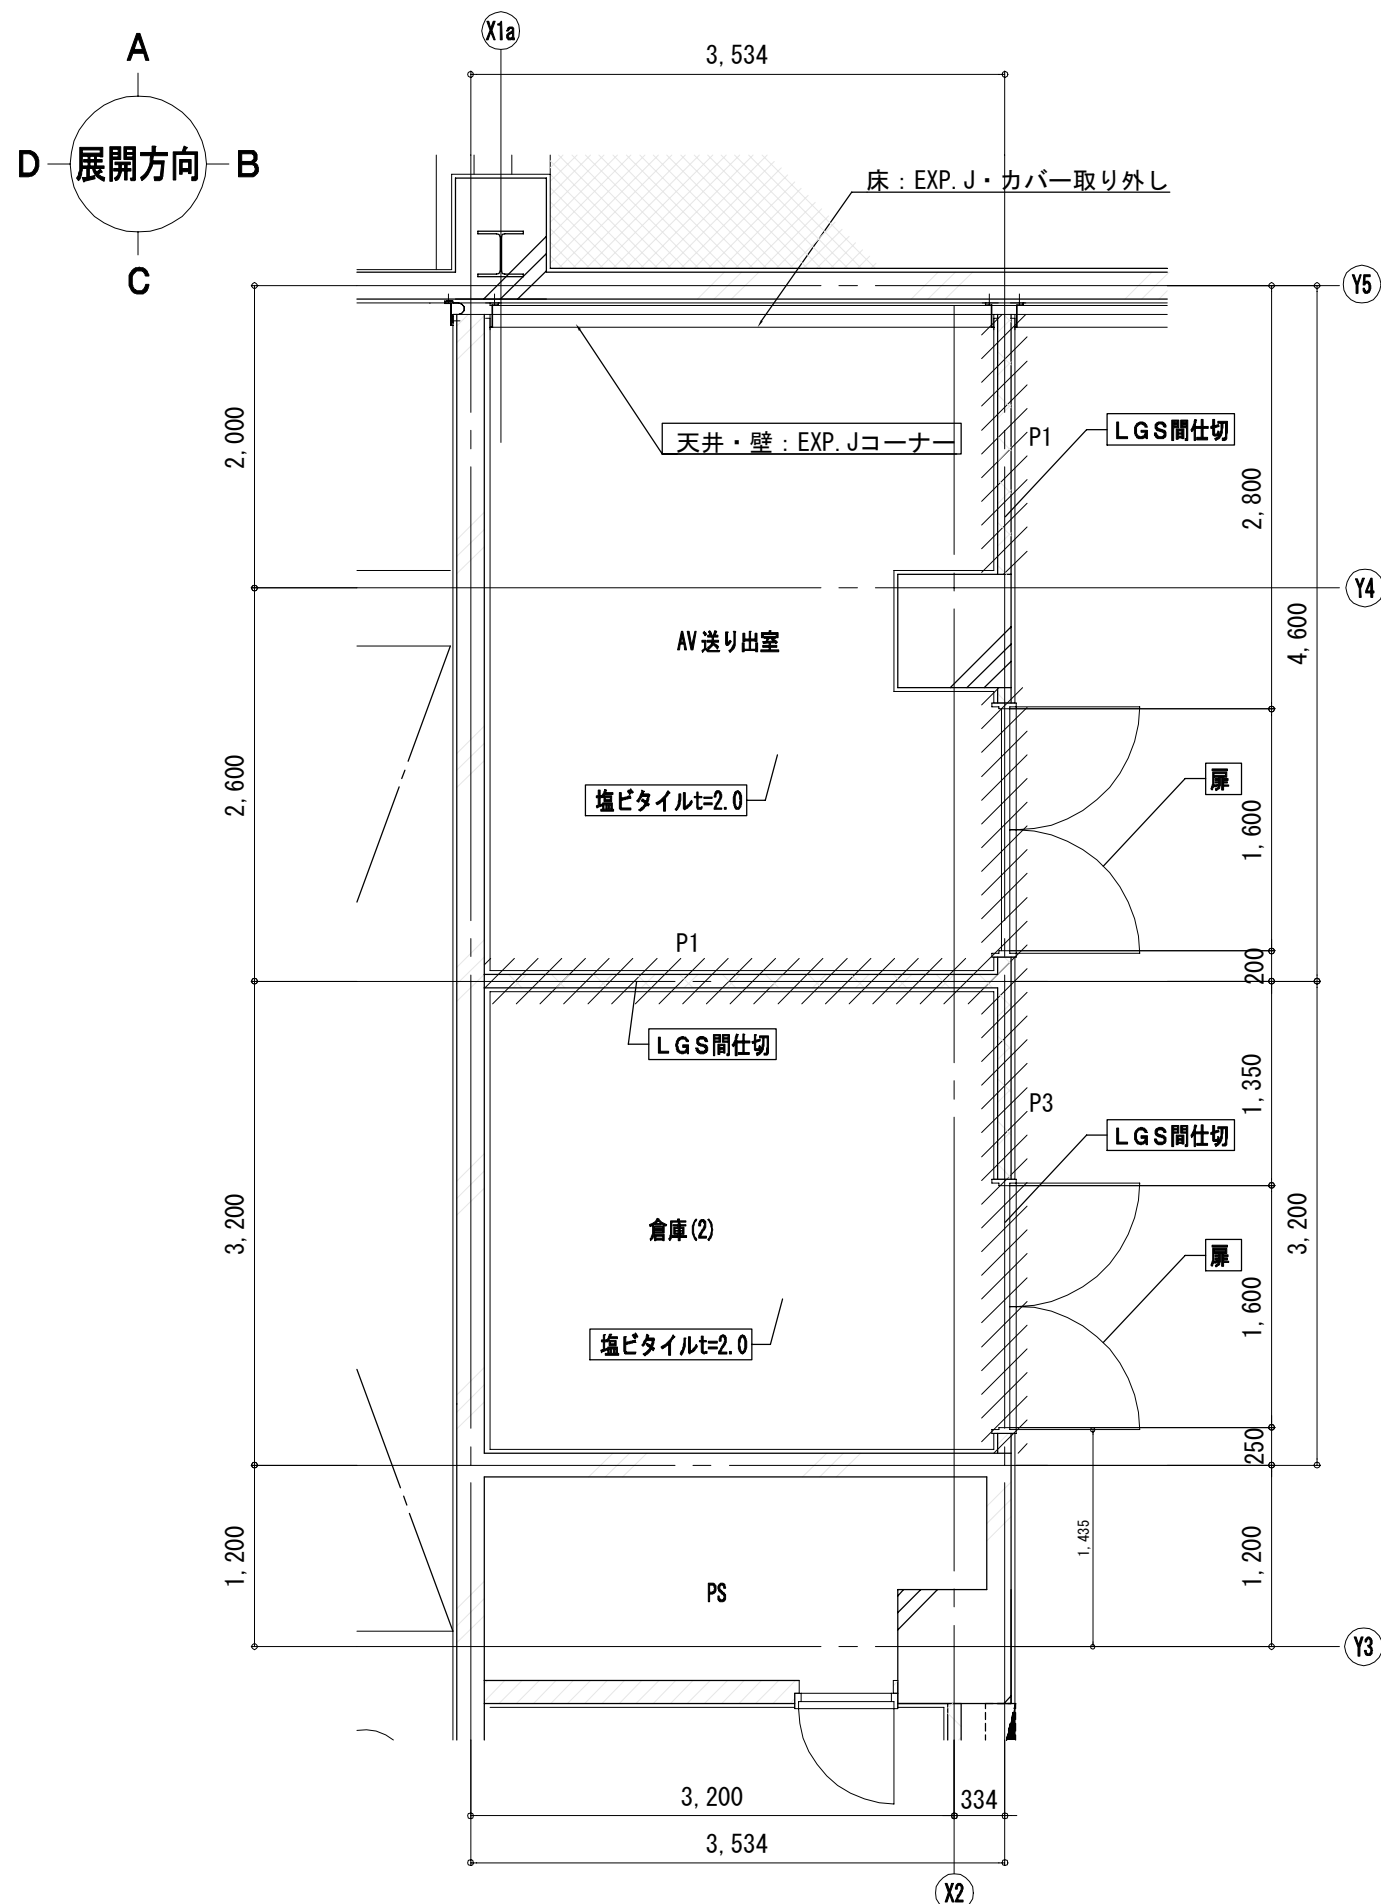 X1a
A
3,534
D
展開方向
B
床：EXP.J・カバー取り外し
C
Y5
2,000
天井・壁：EXP.Jコーナー
P1
LGS間仕切
2,800
Y4
4,600
AV送り出室
2,600
塩ビタイルt=2.0
扉
1,600
P1
200
LGS間仕切
1,350
P3
LGS間仕切
3,200
倉庫(2)
3,200
扉
1,600
塩ビタイルt=2.0
250
1,435
1,200
1,200
PS
Y3
3,200
334
3,534
X2